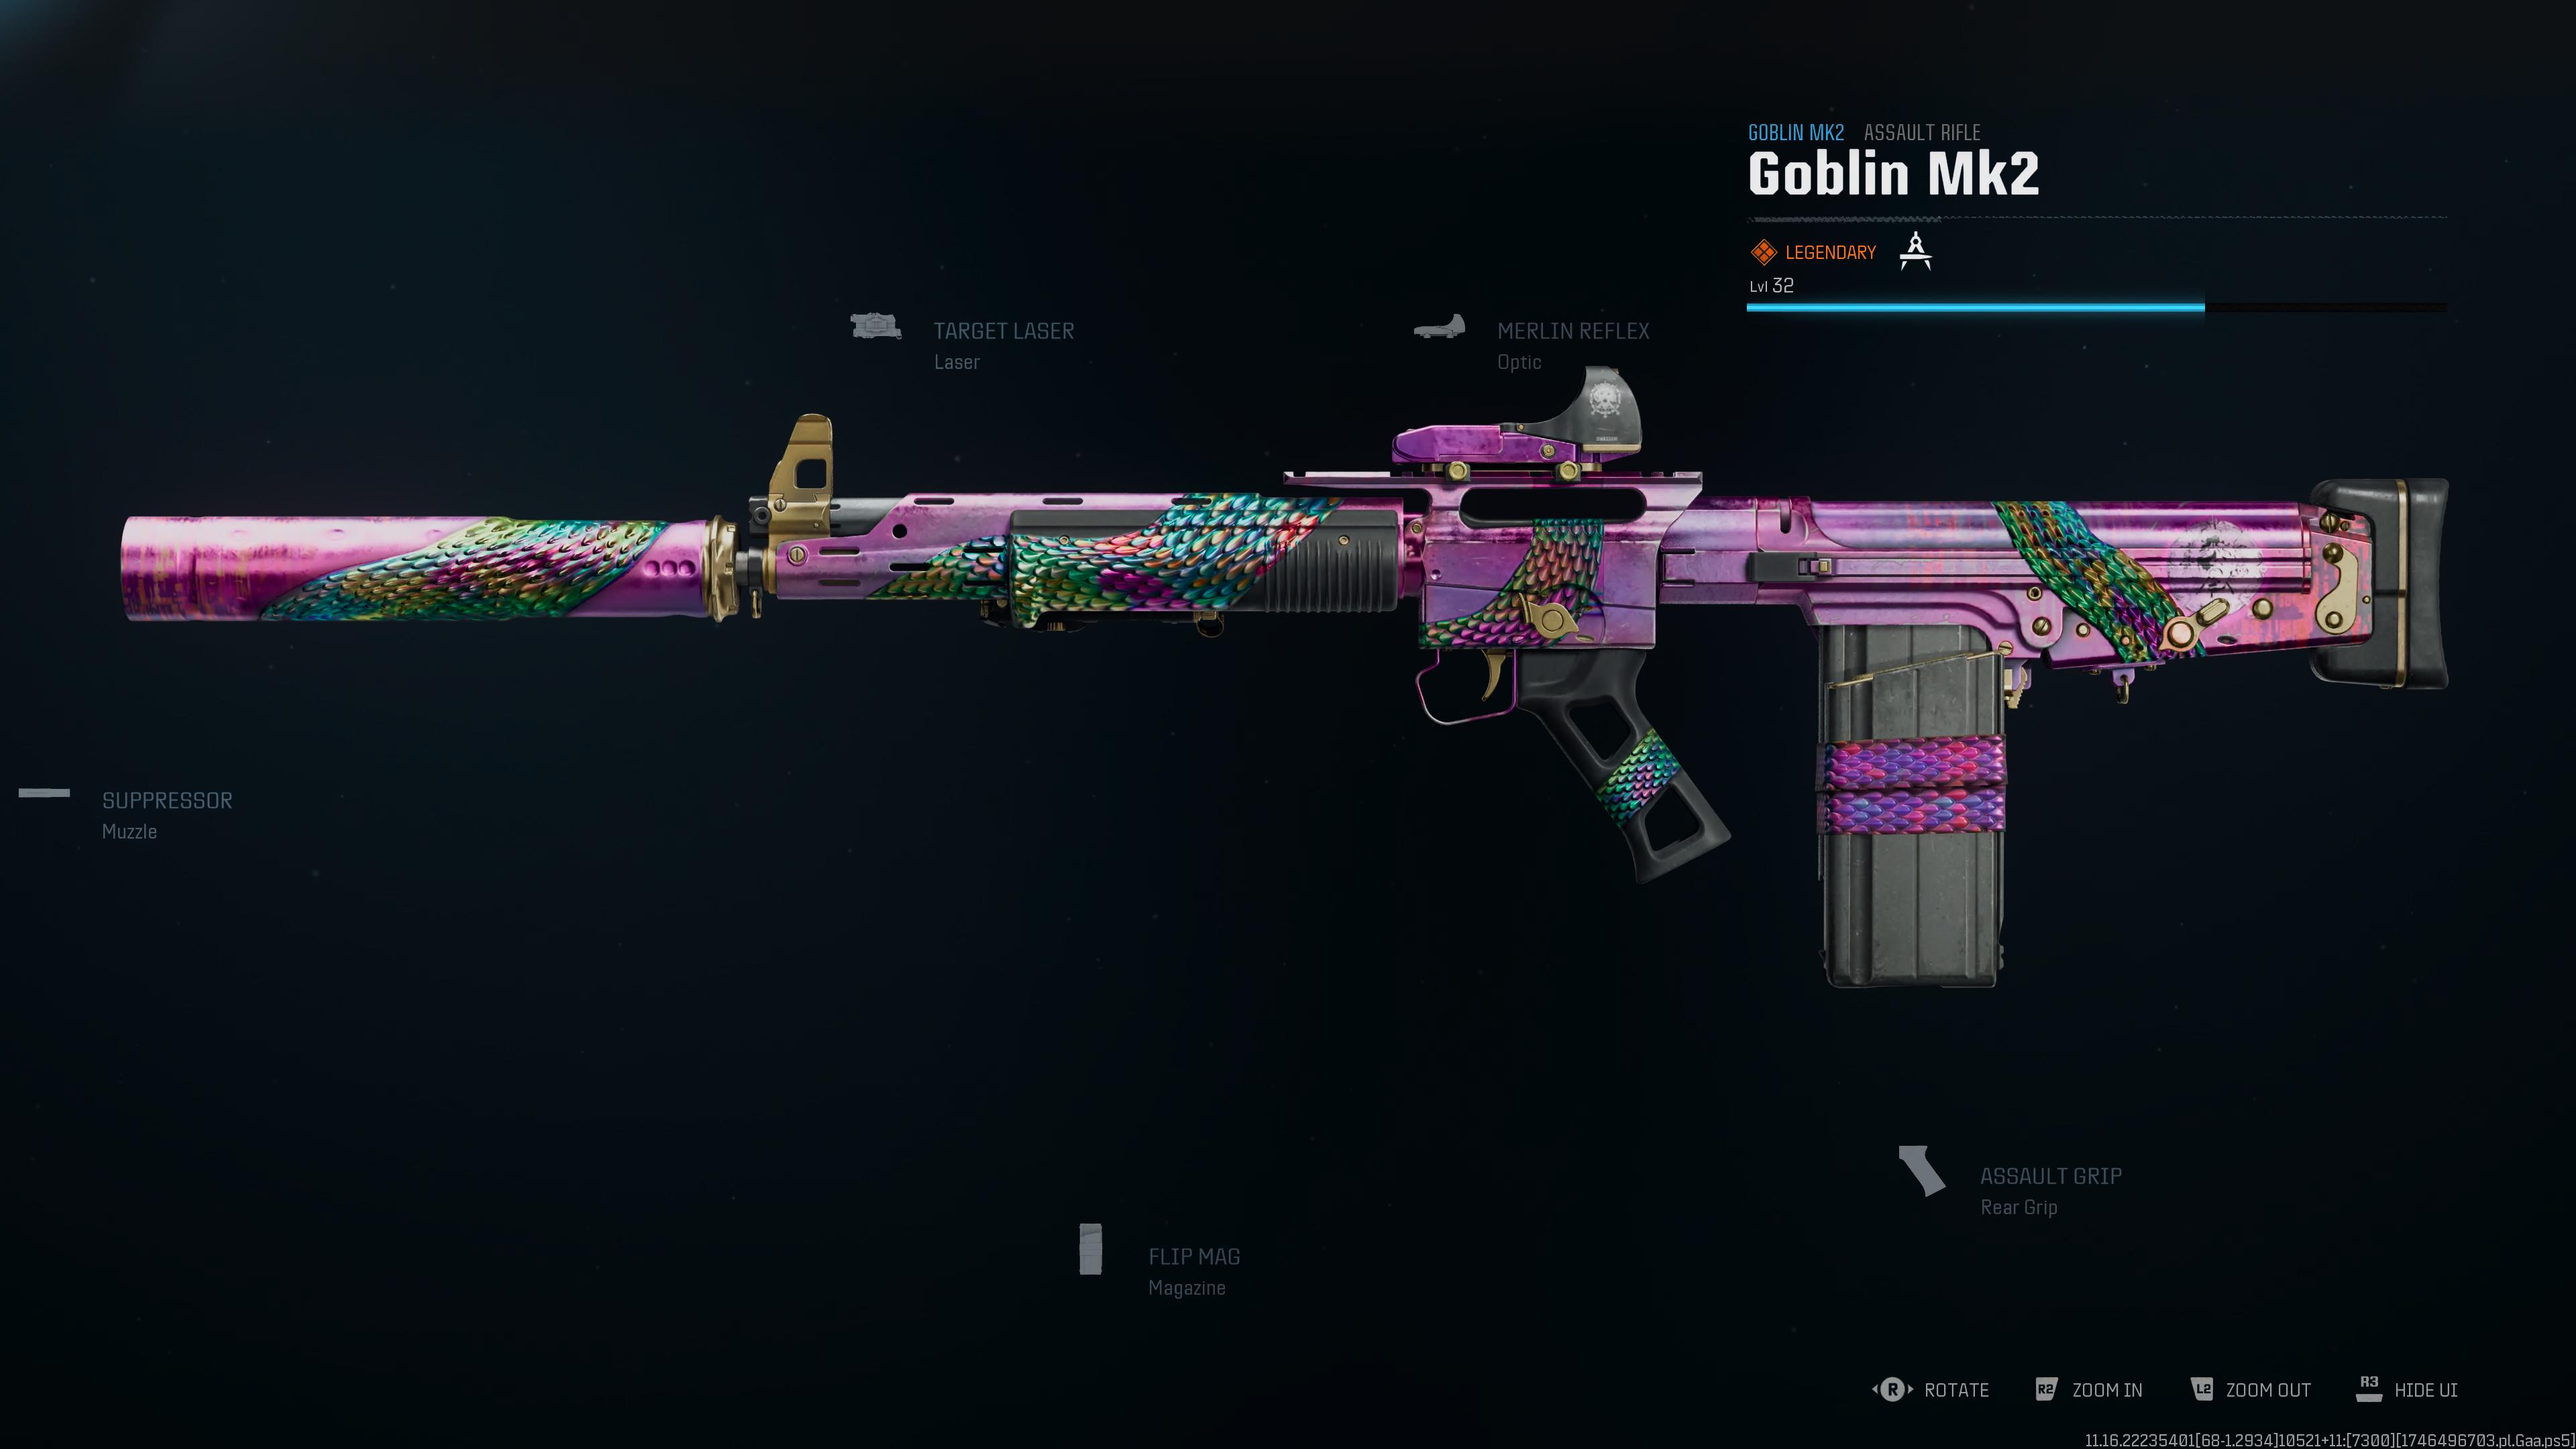 GOBLIN MK2 ASSAULT RIFLE
Goblin Mk2
LEGENDARY
Lvl 32
TARGET LASER
Laser
MERLIN REFLEX
Optic
SUPPRESSOR
Muzzle
ASSAULT GRIP
Rear Grip
FLIP MAG
Magazine
R ROTATE
R2 ZOOM IN
L2 ZOOM OUT
R3 HIDE UI
11.16.22235401[68-1.2934]10521+11:[7300][1746496703.pl.Gaa.ps5]